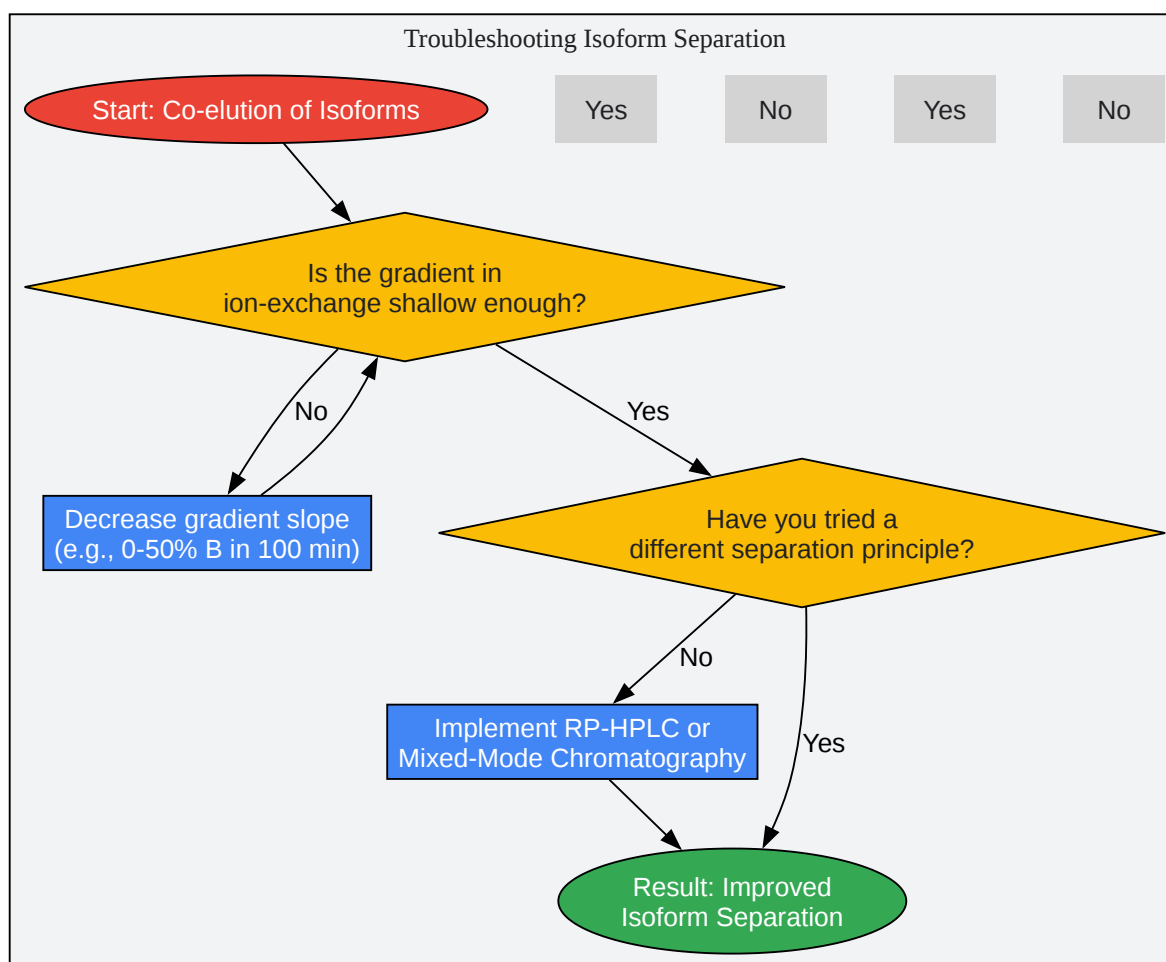 Troubleshooting Isoform Separation
Start: Co-elution of Isoforms
Yes
No
Yes
No
Is the gradient in
ion-exchange shallow enough?
No
Yes
Decrease gradient slope
(e.g., 0-50% B in 100 min)
Have you tried a
different separation principle?
No
Implement RP-HPLC or
Mixed-Mode Chromatography
Yes
Result: Improved
Isoform Separation